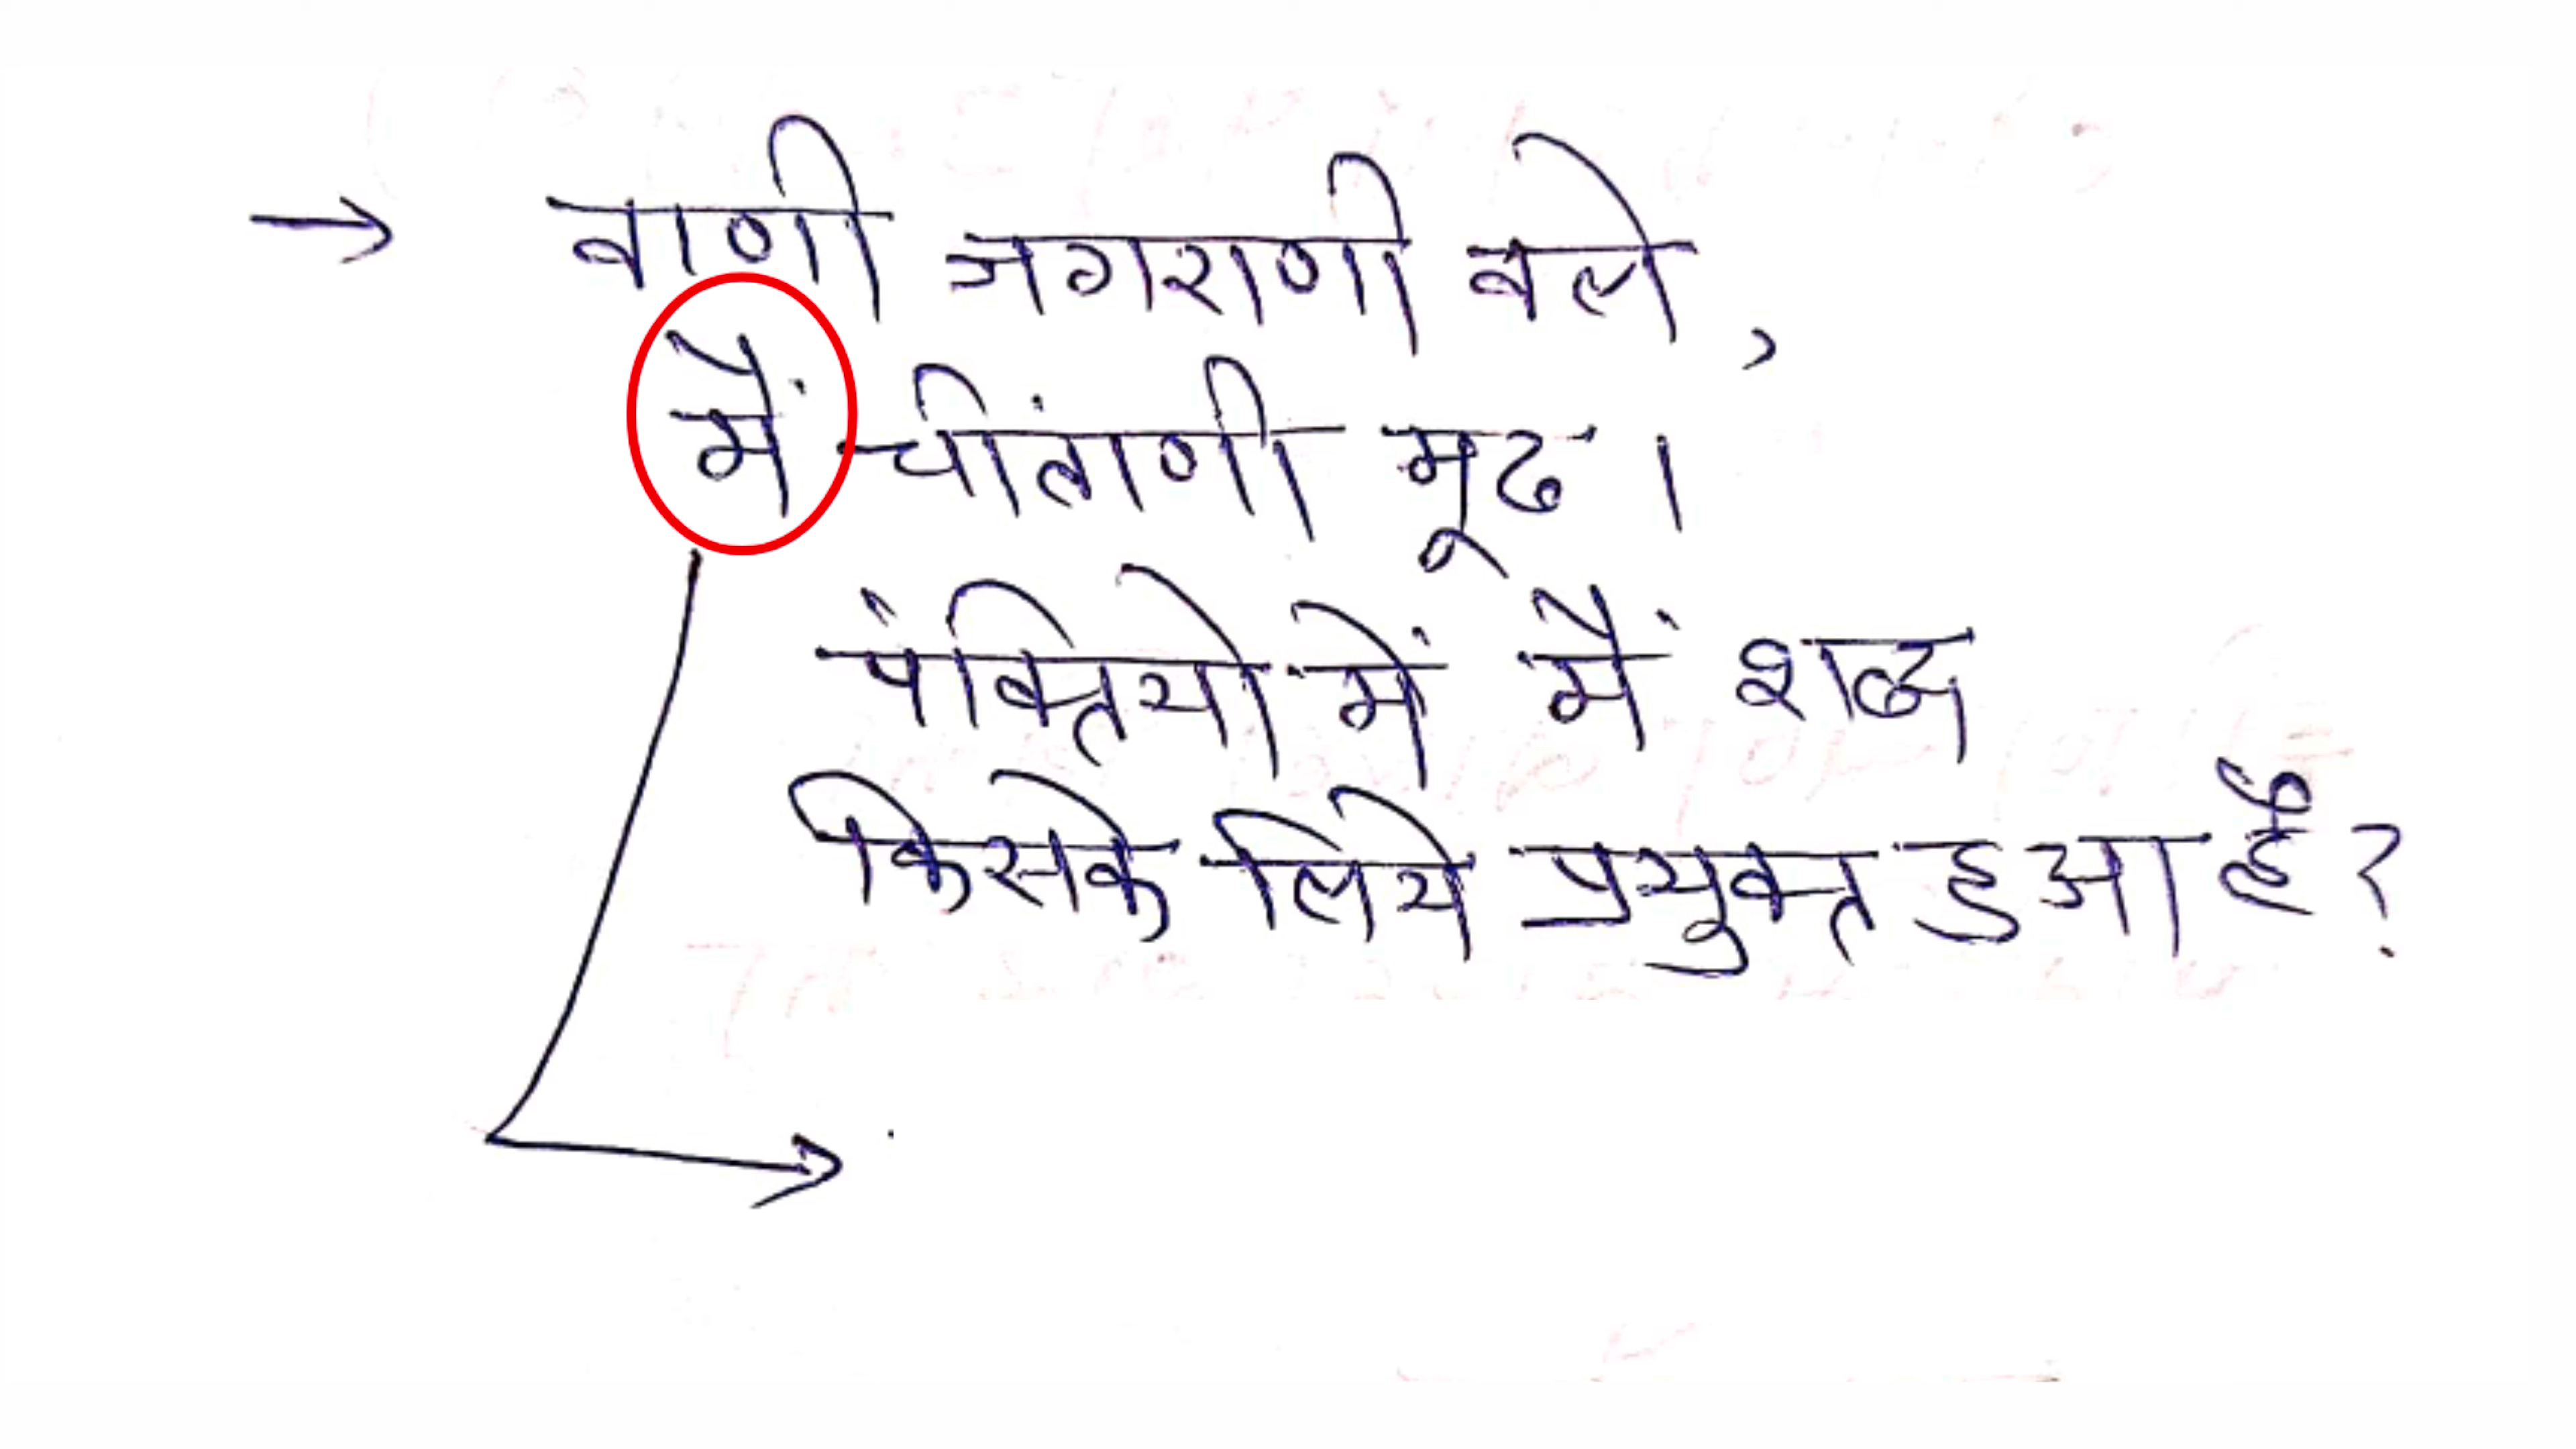 → वाणी जगराणी वले,
मैं चींताणी मूढ।
पंक्तियो में मैं शब्द
किसके लिये प्रयुक्त हुआ है?